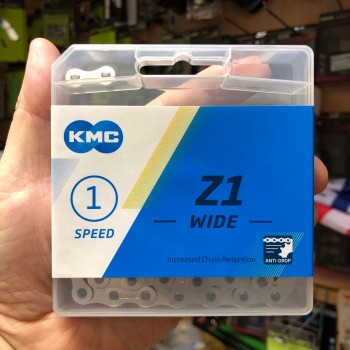 KMC
1
SPEED
Z1
WIDE
Increased Chain Retention
ANTI-DROP